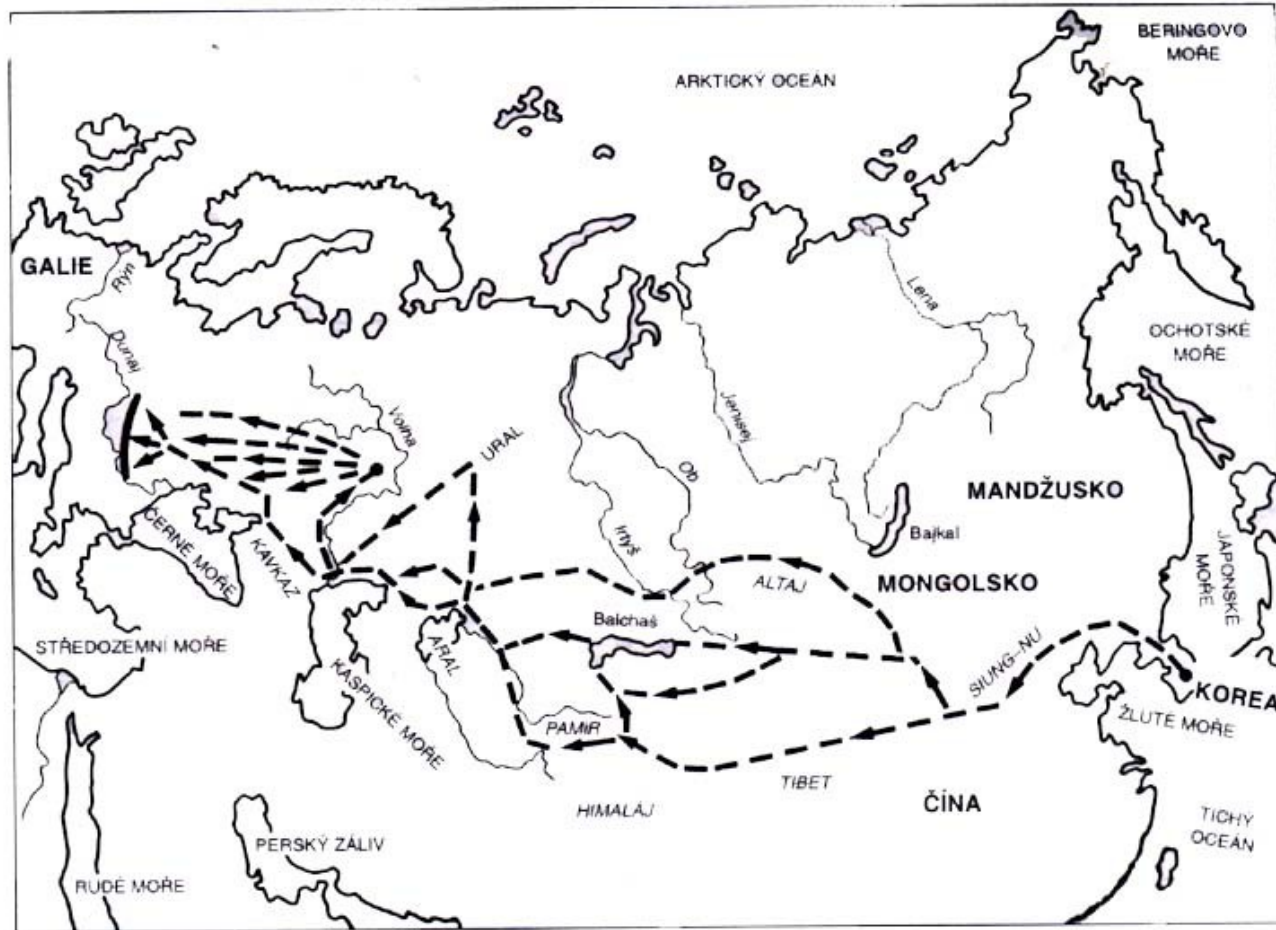 BERINGOVO
MOŘE
ARKTICKÝ OCEÁN
GALIE
Rýn
Lena
OCHOTSKÉ
MOŘE
Dunaj
Volha
Jenisej
URAL
Ob
MANDŽUSKO
ČERNÉ MOŘE
KAVKAZ
Irtyš
Bajkal
ALTAJ
MONGOLSKO
JAPONSKÉ
MOŘE
Balchaš
STŘEDOZEMNÍ MOŘE
ARAL
SIUNG-NU
KASPICKÉ MOŘE
KOREA
ŽLUTÉ MOŘE
PAMIR
TIBET
HIMALÁJ
ČÍNA
TICHÝ
OCEÁN
PERSKÝ ZÁLIV
RUDÉ MOŘE